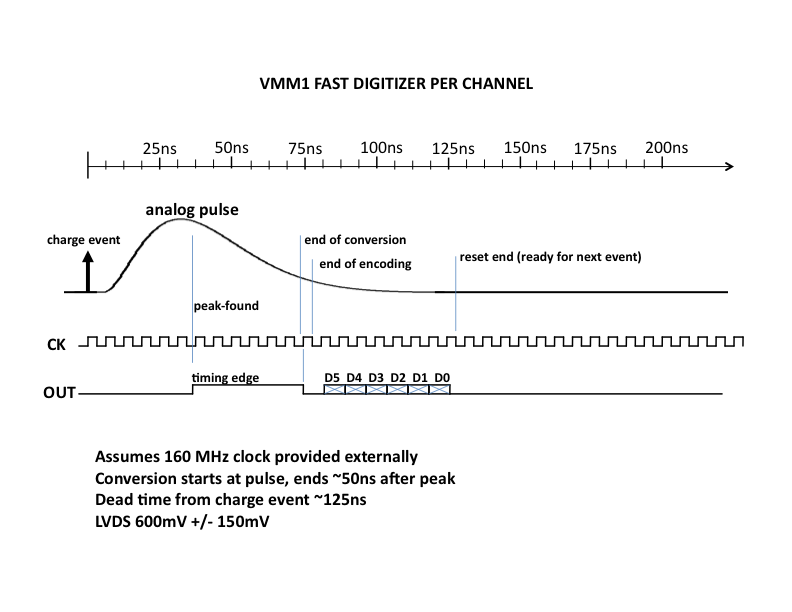 VMM1 FAST DIGITIZER PER CHANNEL
25ns 50ns 75ns 100ns 125ns 150ns 175ns 200ns
analog pulse
charge event
end of conversion
end of encoding
reset end (ready for next event)
peak-found
CK
timing edge
D5 D4 D3 D2 D1 D0
OUT
Assumes 160 MHz clock provided externally
Conversion starts at pulse, ends ~50ns after peak
Dead time from charge event ~125ns
LVDS 600mV +/- 150mV